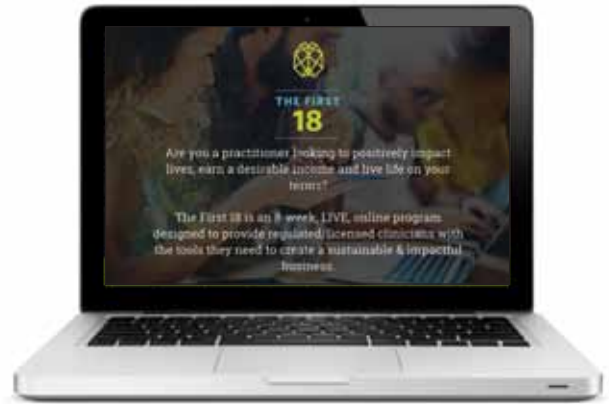 THE FIRST
18
Are you a practitioner looking to positively impact
lives, earn a desirable income and live life on your
terms?
The First 18 is an 8-week, LIVE, online program
designed to provide regulated/licensed clinicians with
the tools they need to create a sustainable & impactful
business.